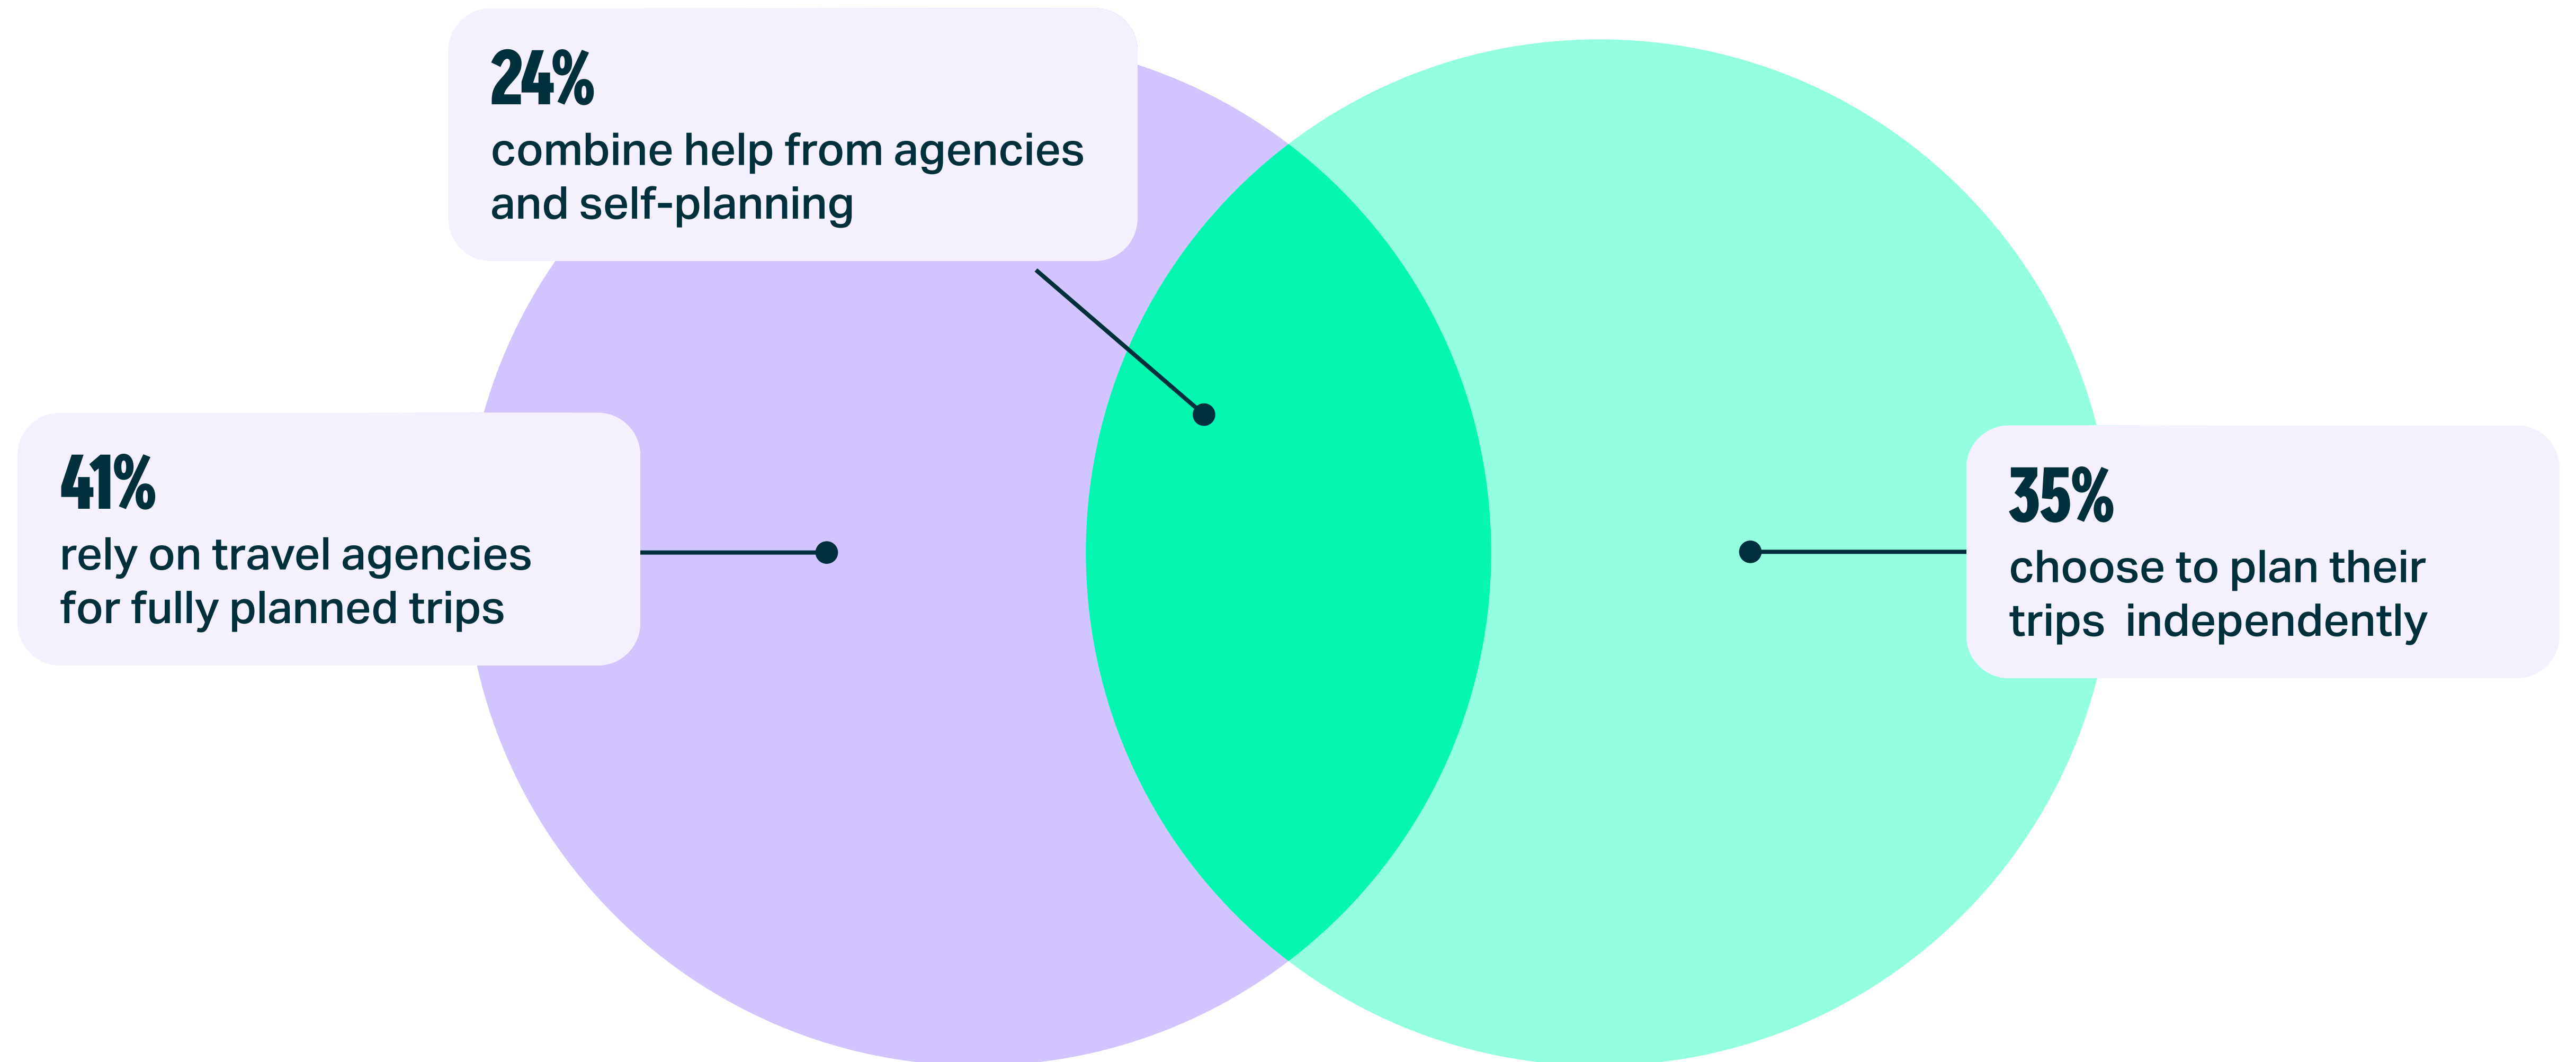 24%
combine help from agencies
and self-planning
41%
rely on travel agencies
for fully planned trips
35%
choose to plan their
trips  independently